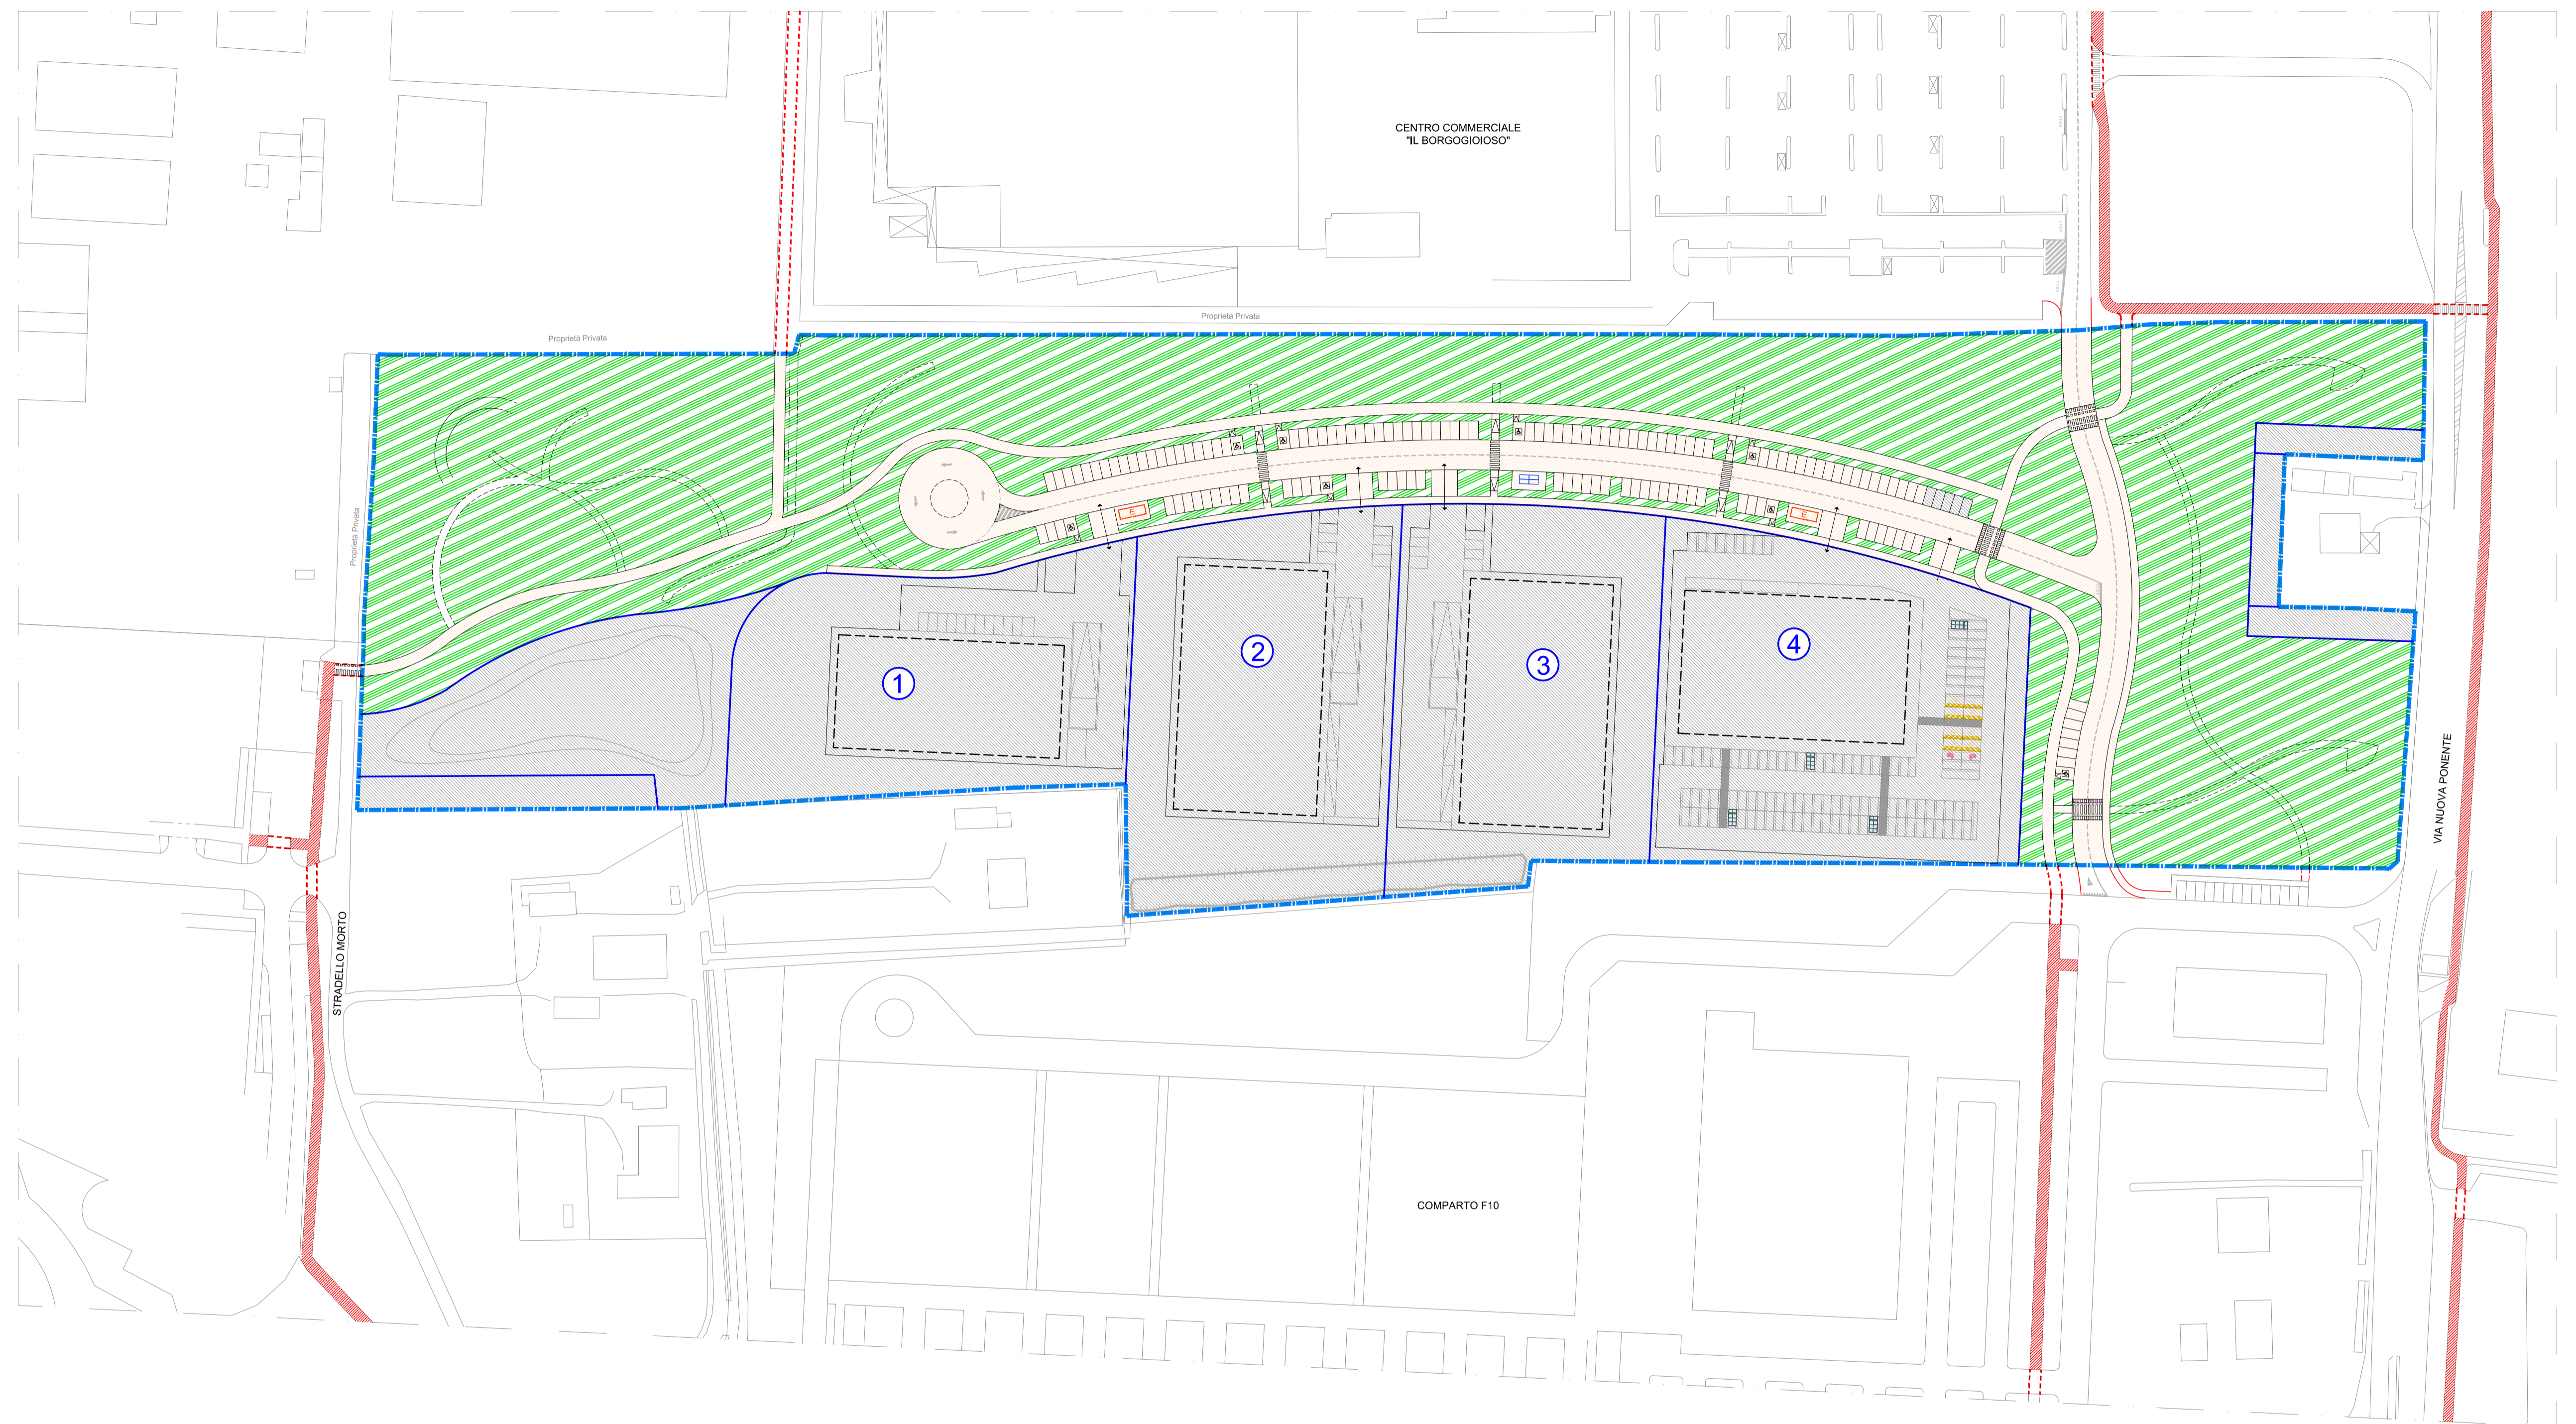 CENTRO COMMERCIALE
"IL BORGOGIOIOSO"
Proprietà Privata
Proprietà Privata
Proprietà Privata
E
E
1
2
3
4
VIA NUOVA PONENTE
STRADELLO MORTO
COMPARTO F10